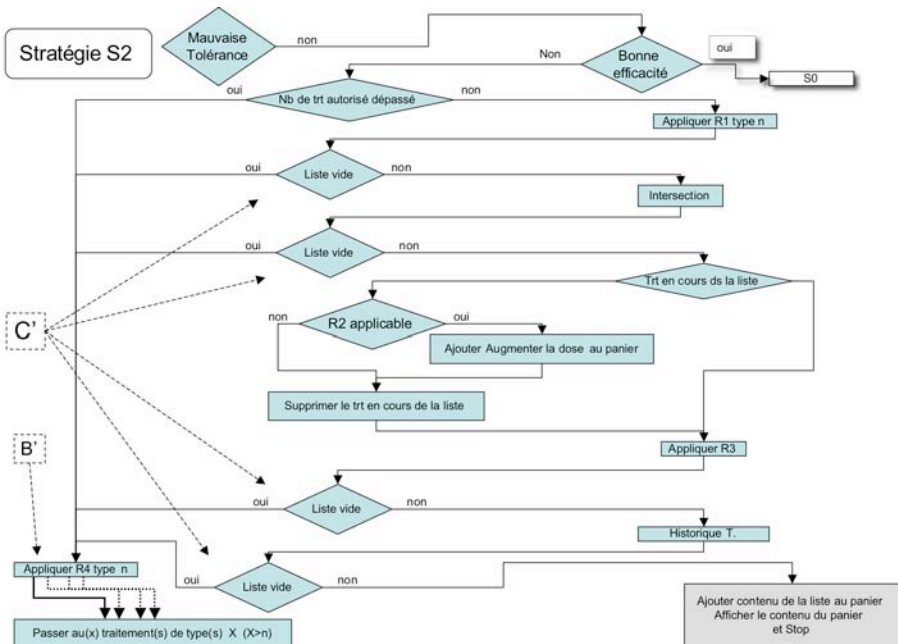 Stratégie S2
Mauvaise
Tolérance
non
Bonne
efficacité
oui
S0
Non
oui
Nb de trt autorisé dépassé
non
Appliquer R1 type n
oui
Liste vide
non
Intersection
oui
Liste vide
non
Trt en cours ds la liste
C'
non
R2 applicable
oui
Ajouter Augmenter la dose au panier
Supprimer le trt en cours de la liste
B'
Appliquer R3
oui
Liste vide
non
Historique T.
Appliquer R4 type n
oui
Liste vide
non
Passer au(x) traitement(s) de type(s) X (X>n)
Ajouter contenu de la liste au panier
Afficher le contenu du panier
et Stop